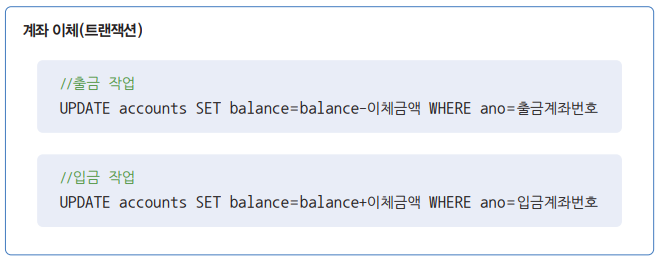 계좌 이체(트랜잭션)
//출금 작업
UPDATE accounts SET balance=balance-이체금액 WHERE ano=출금계좌번호
//입금 작업
UPDATE accounts SET balance=balance+이체금액 WHERE ano=입금계좌번호